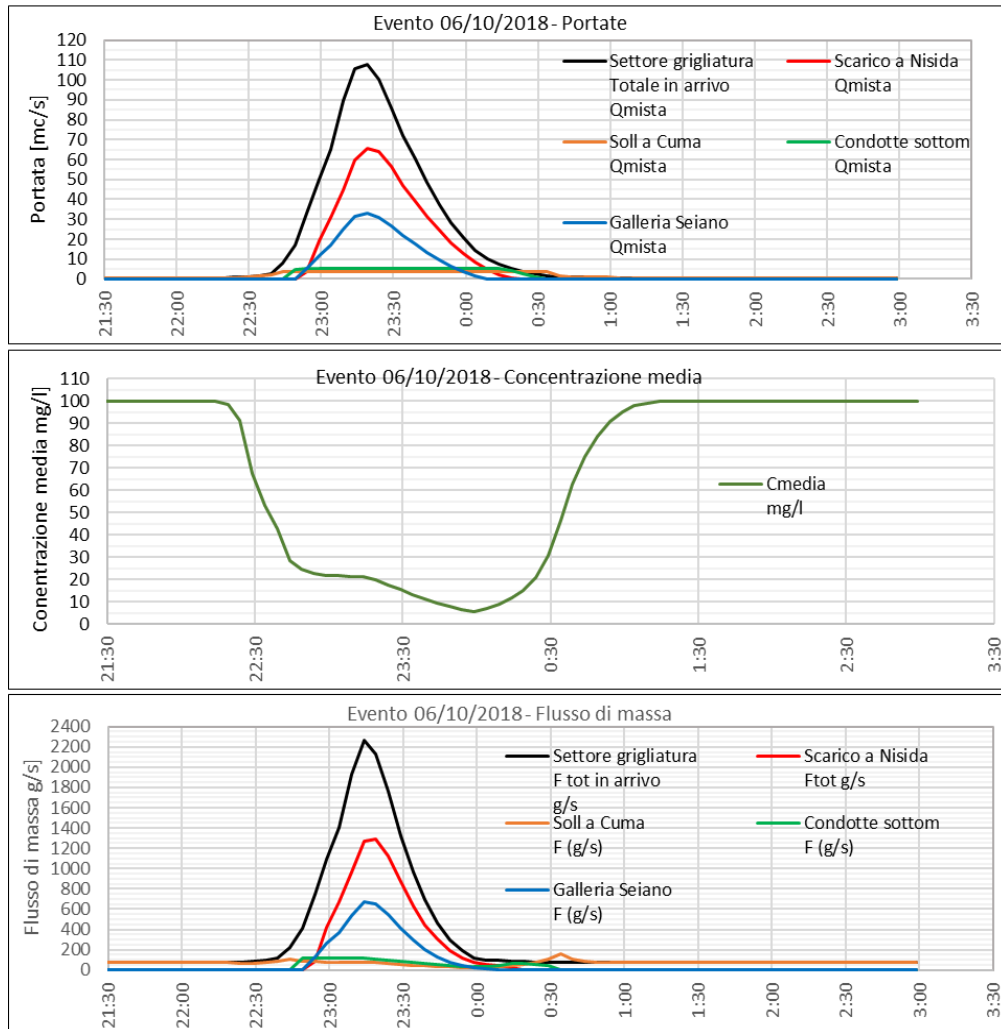 Evento 06/10/2018- Portate
Portata [mc/s]
120
110
100
90
80
70
60
50
40
30
20
10
0
Settore grigliatura
Totale in arrivo
Qmista
Scarico a Nisida
Qmista
Soll a Cuma
Qmista
Condotte sottom
Qmista
Galleria Seiano
Qmista
21:30
22:00
22:30
23:00
23:30
0:00
0:30
1:00
1:30
2:00
2:30
3:00
3:30
Evento 06/10/2018- Concentrazione media
Conentrazione media mg/l
110
100
90
80
70
60
50
40
30
20
10
0
Cmedia
mg/l
21:30
22:30
23:30
0:30
1:30
2:30
3:30
Evento 06/10/2018- Flusso di massa
Flusso di massa g/s
2400
2200
2000
1800
1600
1400
1200
1000
800
600
400
200
0
Settore grigliatura
F tot in arrivo
g/s
Scarico a Nisida
Ftot g/s
Soll a Cuma
F (g/s)
Condotte sottom
F (g/s)
Galleria Seiano
F (g/s)
21:30
22:00
22:30
23:00
23:30
0:00
0:30
1:00
1:30
2:00
2:30
3:00
3:30